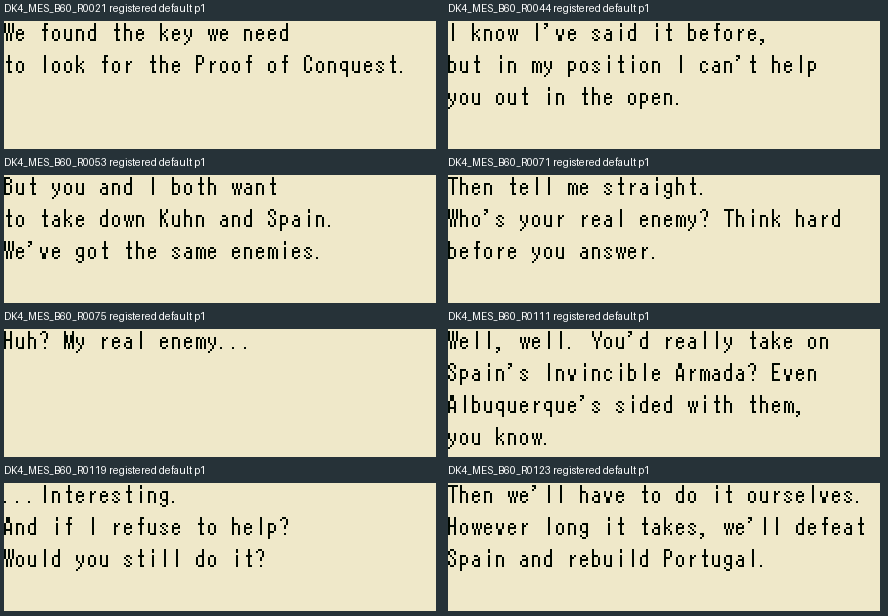 DK4_MES_B60_R0021 registered default p1
We found the key we need
to look for the Proof of Conquest.
DK4_MES_B60_R0044 registered default p1
I know I've said it before,
but in my position I can't help
you out in the open.
DK4_MES_B60_R0053 registered default p1
But you and I both want
to take down Kuhn and Spain.
We've got the same enemies.
DK4_MES_B60_R0071 registered default p1
Then tell me straight.
Who's your real enemy? Think hard
before you answer.
DK4_MES_B60_R0075 registered default p1
Huh? My real enemy...
DK4_MES_B60_R0111 registered default p1
Well, well. You'd really take on
Spain's Invincible Armada? Even
Albuquerque's sided with them,
you know.
DK4_MES_B60_R0119 registered default p1
...Interesting.
And if I refuse to help?
Would you still do it?
DK4_MES_B60_R0123 registered default p1
Then we'll have to do it ourselves.
However long it takes, we'll defeat
Spain and rebuild Portugal.